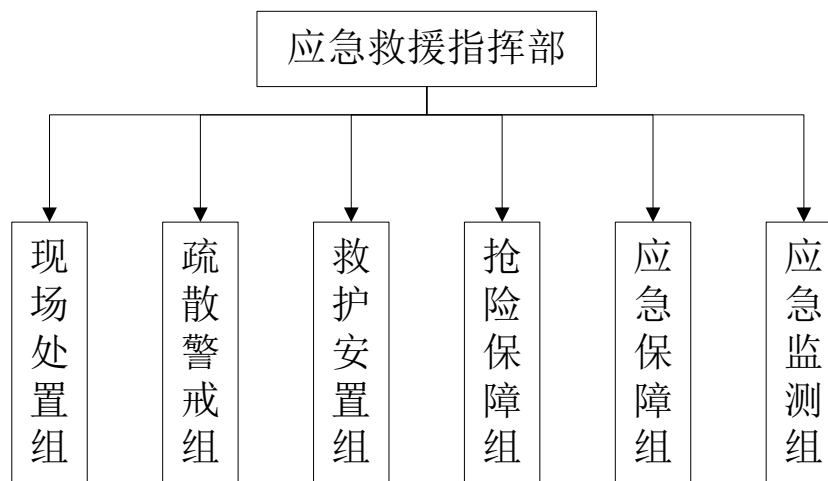 应急救援指挥部
现场处置组
疏散警戒组
救护安置组
抢险保障组
应急保障组
应急监测组